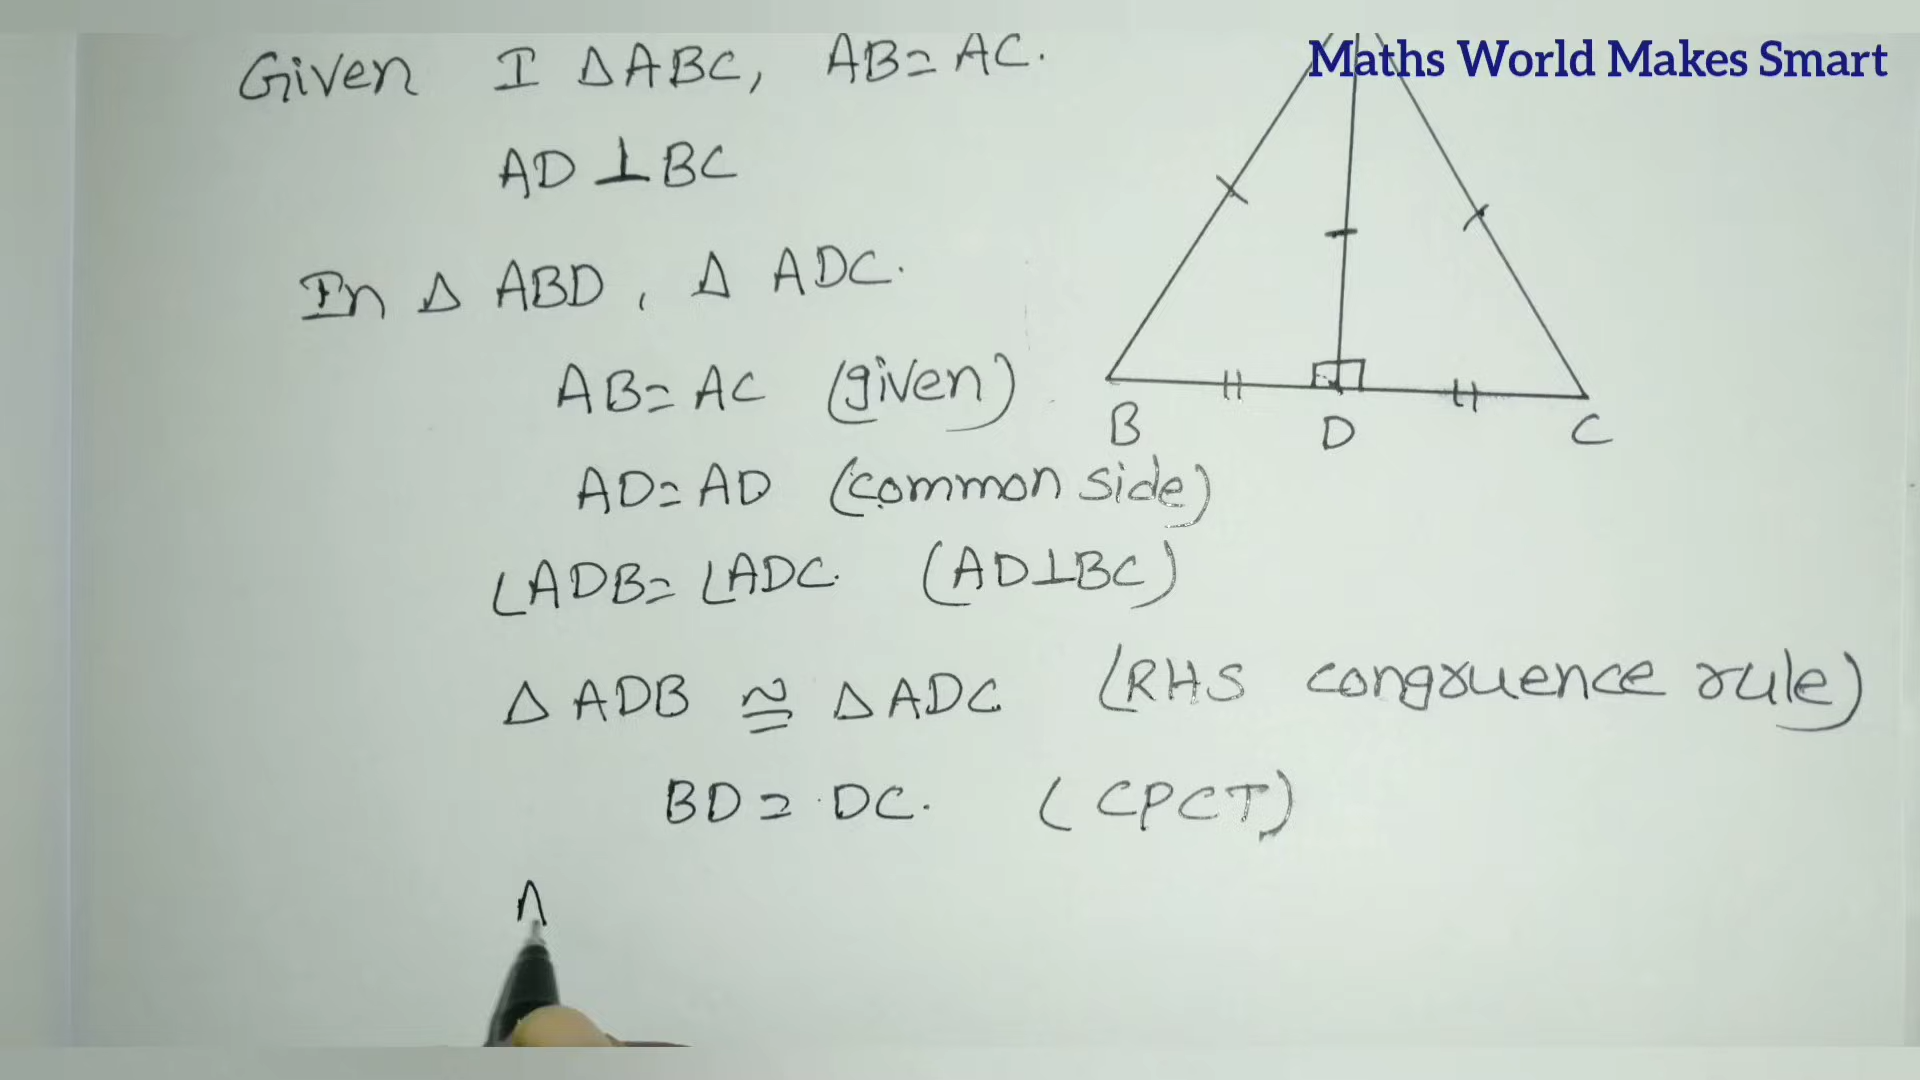 Maths World Makes Smart
Given I ΔABC, AB = AC.
AD ⊥ BC
In Δ ABD, Δ ADC.
AB = AC (given)
AD = AD (common side)
∠ADB = ∠ADC. (AD⊥BC)
Δ ADB ≅ Δ ADC (RHS congruence rule)
BD = DC. (CPCT)
A
B D C